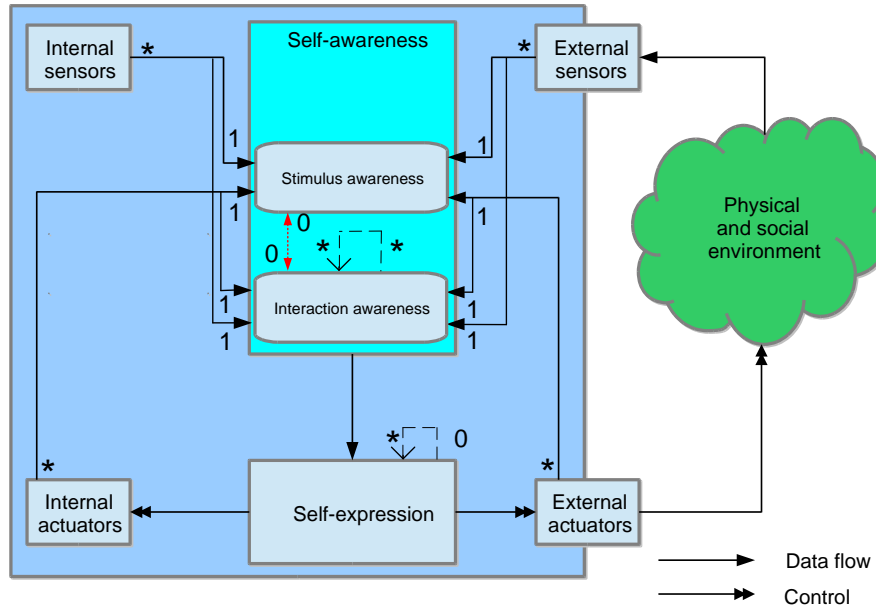 Internal
sensors
*
Self-awareness
*
External
sensors
1
1
Stimulus awareness
1
1
0
0
*
*
Interaction awareness
1
1
1
1
Physical
and social
environment
*
0
*
*
Internal
actuators
Self-expression
External
actuators
Data flow
Control